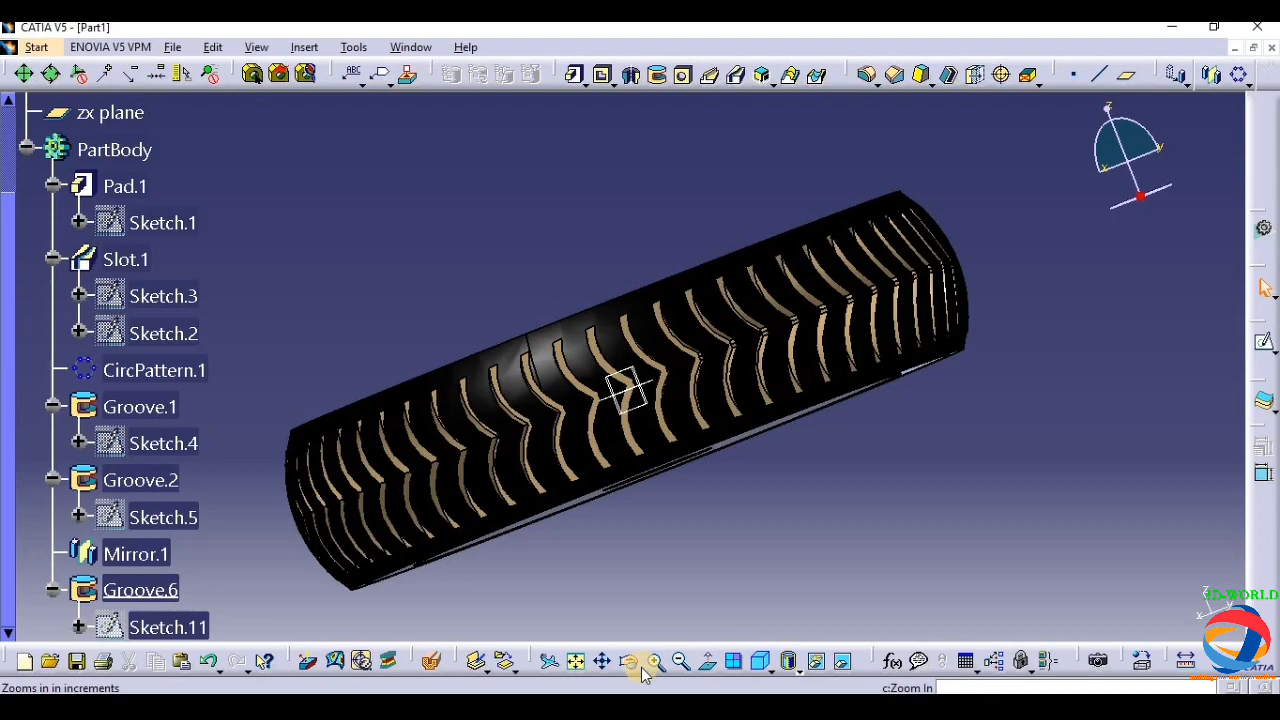 CATIA V5 - [Part1]
Start ENOVIA V5 VPM File Edit View Insert Tools Window Help
ABC
z
y
x
zx plane
PartBody
Pad.1
Sketch.1
Slot.1
Sketch.3
Sketch.2
CircPattern.1
Groove.1
Sketch.4
Groove.2
Sketch.5
Mirror.1
Groove.6
Sketch.11
z
x
f(x)
CATIA
Zooms in in increments
c:Zoom In